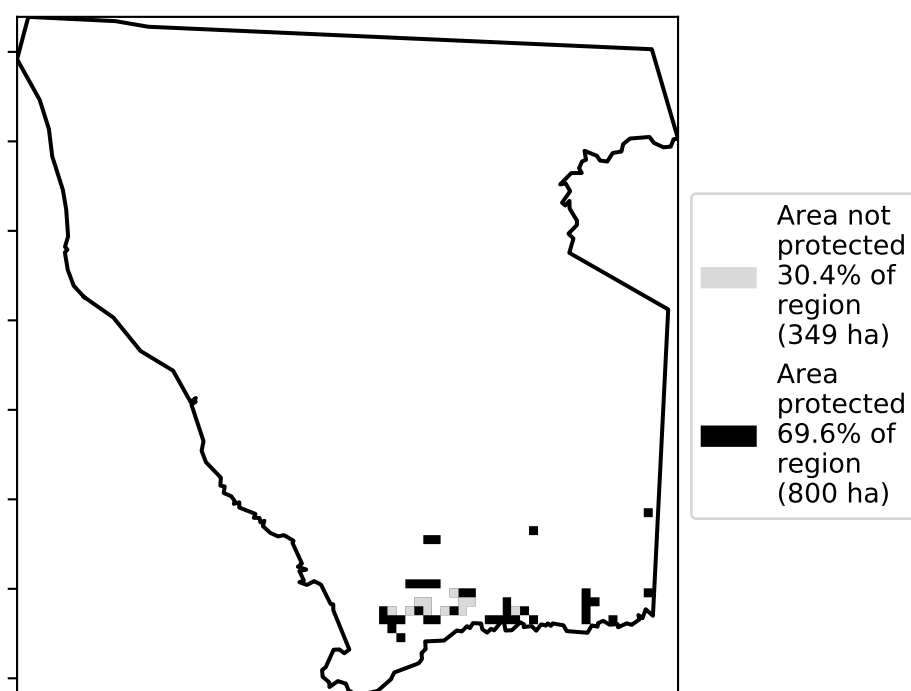 Area not
protected
30.4% of
region
(349 ha)
Area
protected
69.6% of
region
(800 ha)